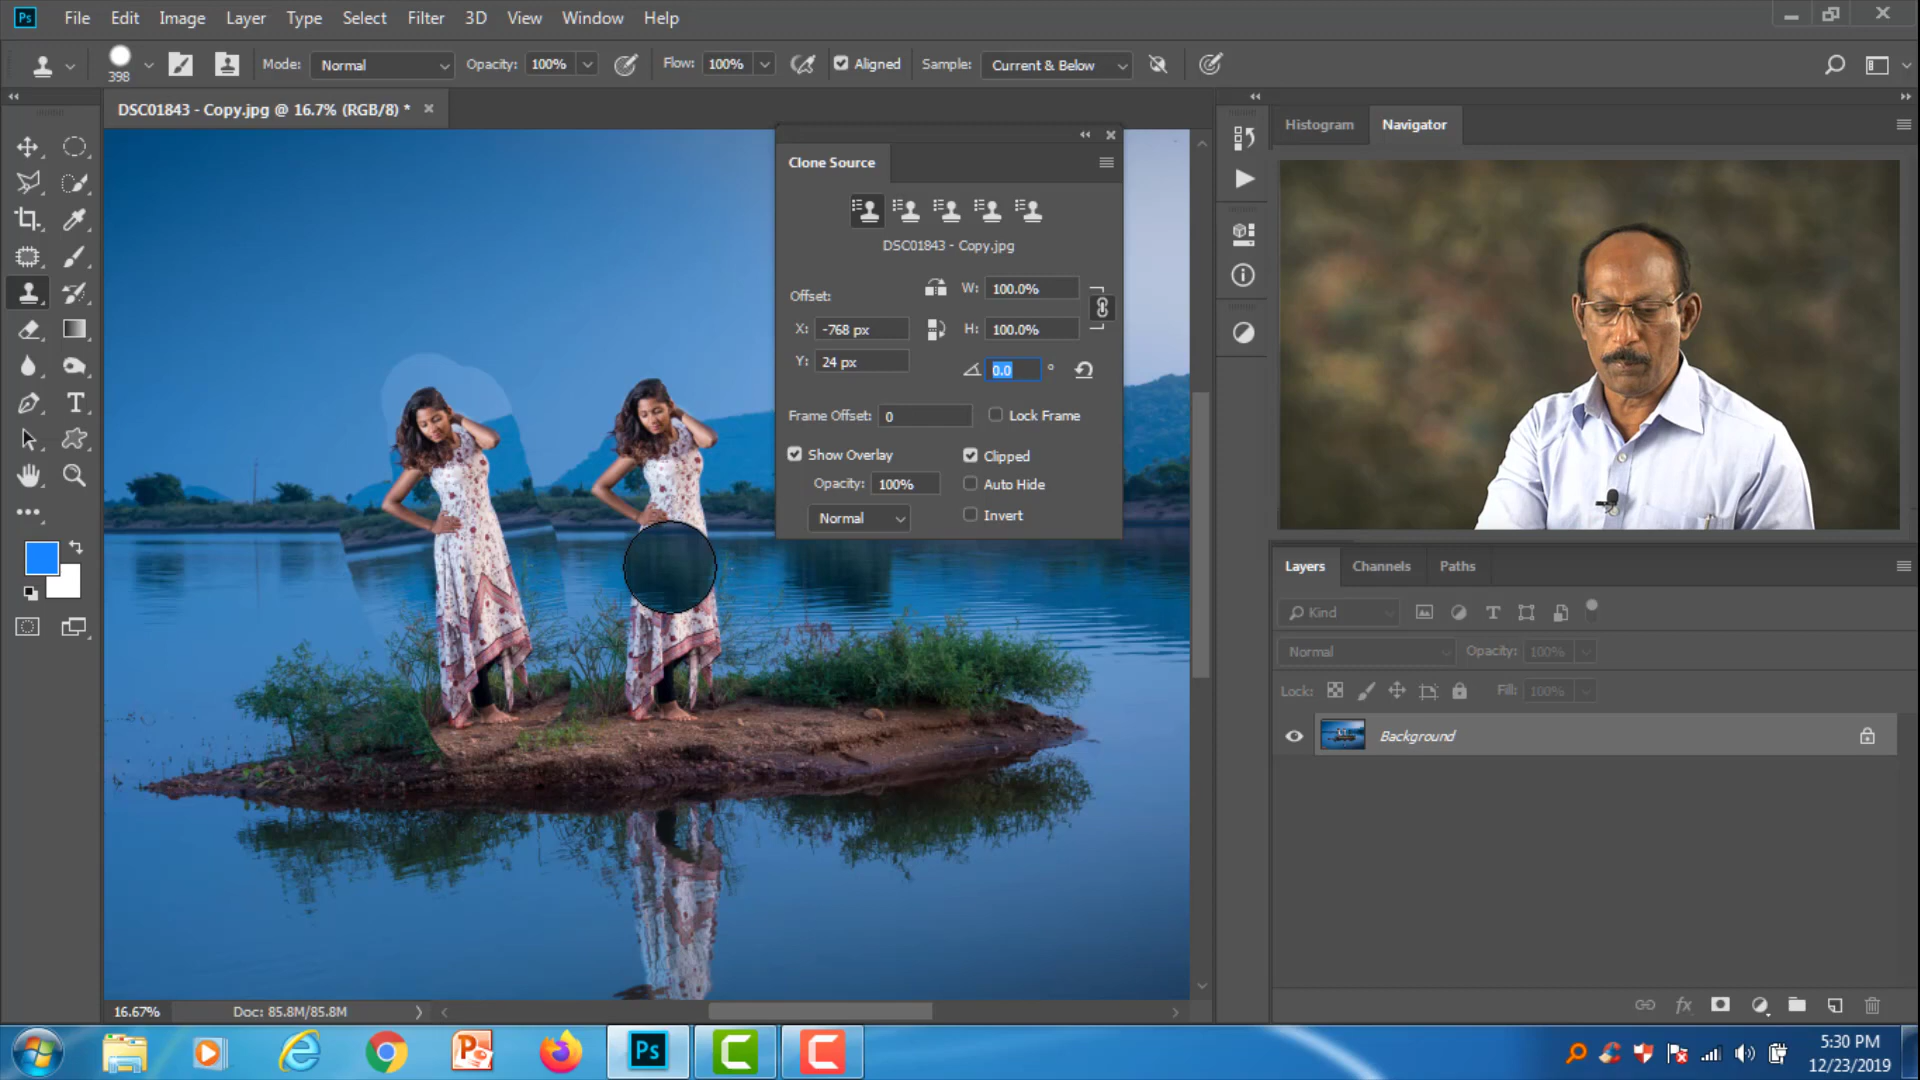 Ps File Edit Image Layer Type Select Filter 3D View Window Help
398 Mode: Normal Opacity: 100% Flow: 100% Aligned Sample: Current & Below
DSC01843 - Copy.jpg @ 16.7% (RGB/8) *
Histogram Navigator
Clone Source
DSC01843 - Copy.jpg
Offset:
W: 100.0%
X: -768 px
H: 100.0%
Y: 24 px
0.0 °
Frame Offset: 0 Lock Frame
Show Overlay Clipped
Opacity: 100% Auto Hide
Normal Invert
Layers Channels Paths
Kind
Normal Opacity: 100%
Lock: Fill: 100%
Background
fx
16.67% Doc: 85.8M/85.8M
Ps
5:30 PM
12/23/2019